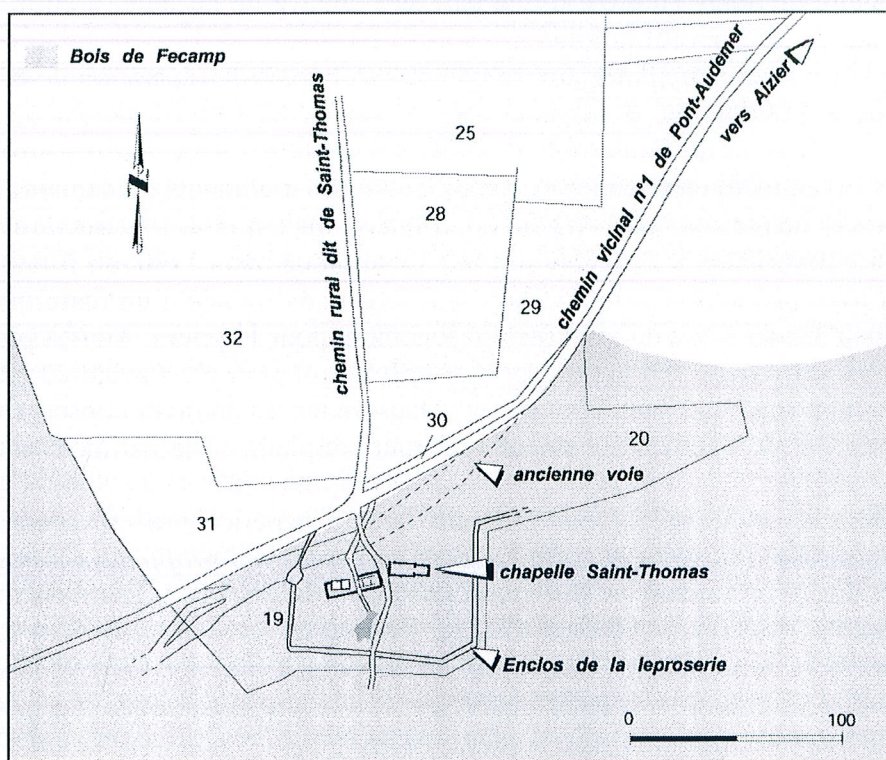 Bois de Fecamp
chemin rural dit de Saint-Thomas
chemin vicinal n°1 de Pont-Audemer
vers Aizier
25
28
29
32
30
20
ancienne voie
31
chapelle Saint-Thomas
19
Enclos de la leproserie
0 100